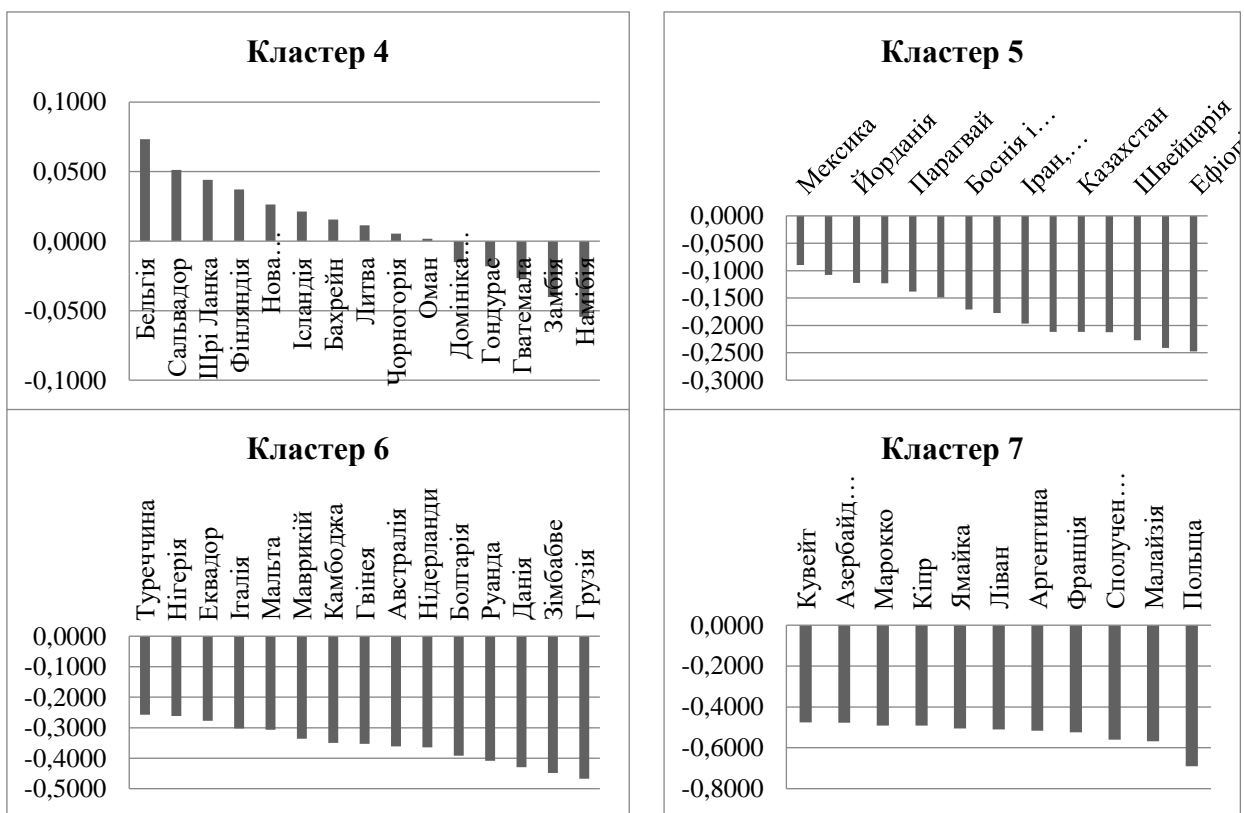 Кластер 4
0,1000
0,0500
0,0000
-0,0500
-0,1000
Бельгія
Сальвадор
Шрі Ланка
Фінляндія
Нова…
Ісландія
Бахрейн
Литва
Чорногорія
Оман
Домініка…
Гондурас
Гватемала
Замбія
Намібія
Кластер 5
Мексика
Йорданія
Парагвай
Боснія і…
Іран,…
Казахстан
Швейцарія
Ефіопі
0,0000
-0,0500
-0,1000
-0,1500
-0,2000
-0,2500
-0,3000
Кластер 6
Туреччина
Нігерія
Еквадор
Італія
Мальта
Маврикій
Камбоджа
Гвінея
Австралія
Нідерланди
Болгарія
Руанда
Данія
Зімбабве
Грузія
0,0000
-0,1000
-0,2000
-0,3000
-0,4000
-0,5000
Кластер 7
Кувейт
Азербайд…
Марокко
Кіпр
Ямайка
Ліван
Аргентина
Франція
Сполучен…
Малайзія
Польща
0,0000
-0,2000
-0,4000
-0,6000
-0,8000